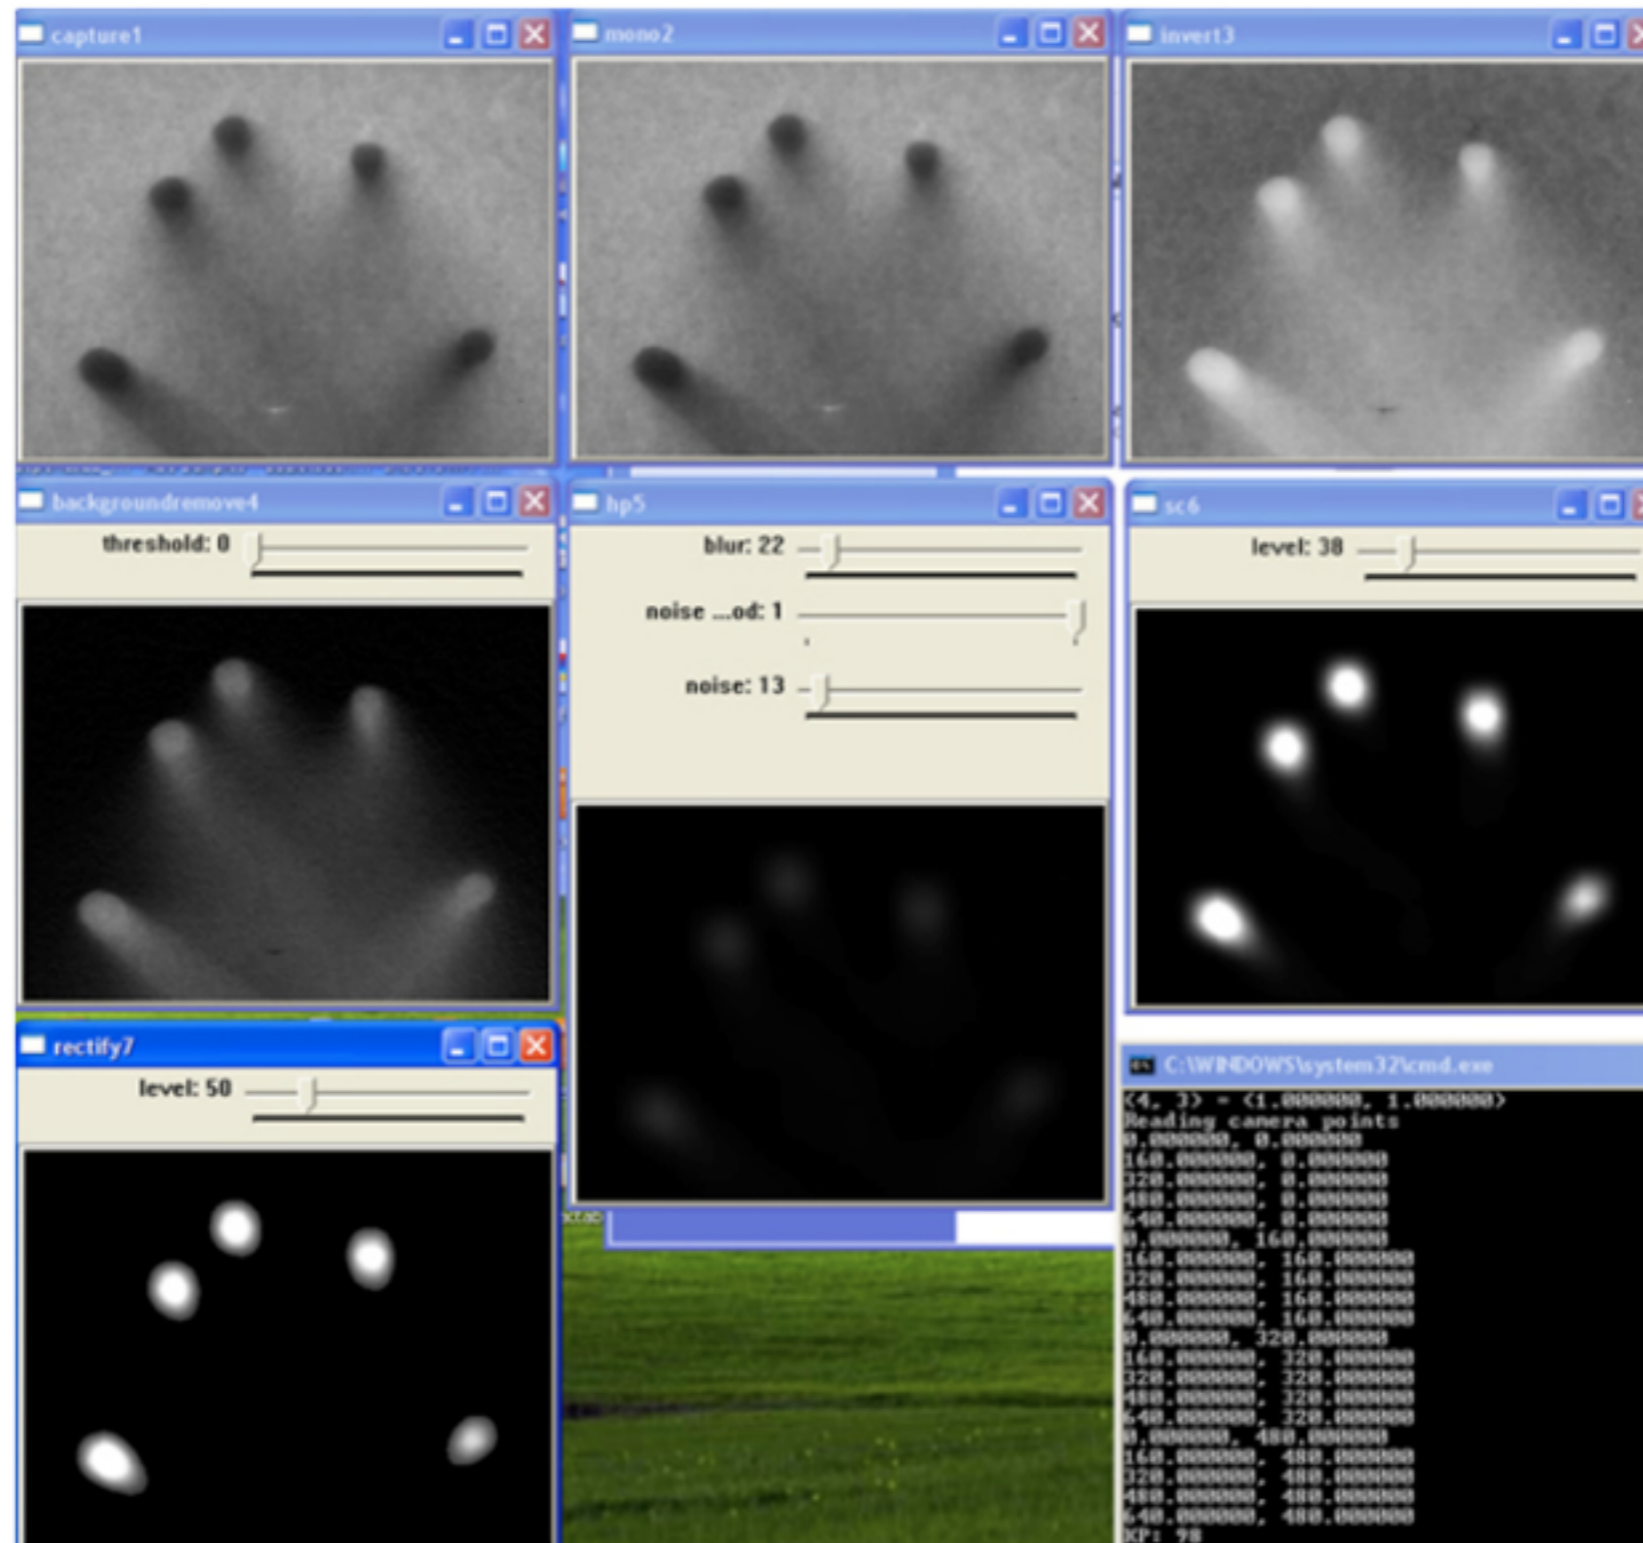 capture1
mono2
invert3
backgroundremove4
threshold: 0
hp5
blur: 22
noise ...od: 1
noise: 13
sc6
level: 38
rectify7
level: 50
C:\WINDOWS\system32\cmd.exe
(4, 3) - (1.000000, 1.000000)
Reading camera points
0.000000, 0.000000
160.000000, 0.000000
320.000000, 0.000000
480.000000, 0.000000
640.000000, 0.000000
0.000000, 160.000000
160.000000, 160.000000
320.000000, 160.000000
480.000000, 160.000000
640.000000, 160.000000
0.000000, 320.000000
160.000000, 320.000000
320.000000, 320.000000
480.000000, 320.000000
640.000000, 320.000000
0.000000, 480.000000
160.000000, 480.000000
320.000000, 480.000000
480.000000, 480.000000
640.000000, 480.000000
XP: 98